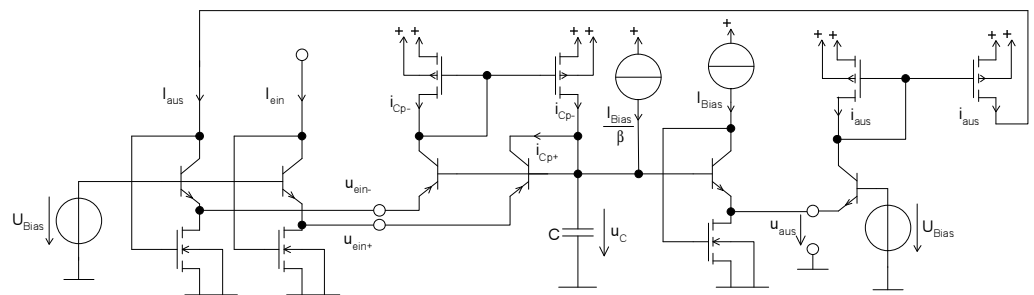 + +
+ +
+
+
+ +
+ +
I_aus
I_ein
i_Cp-
i_Cp-
I_Bias
β
I_Bias
i_aus
i_aus
i_Cp+
u_ein-
u_ein+
U_Bias
C
u_C
u_aus
U_Bias